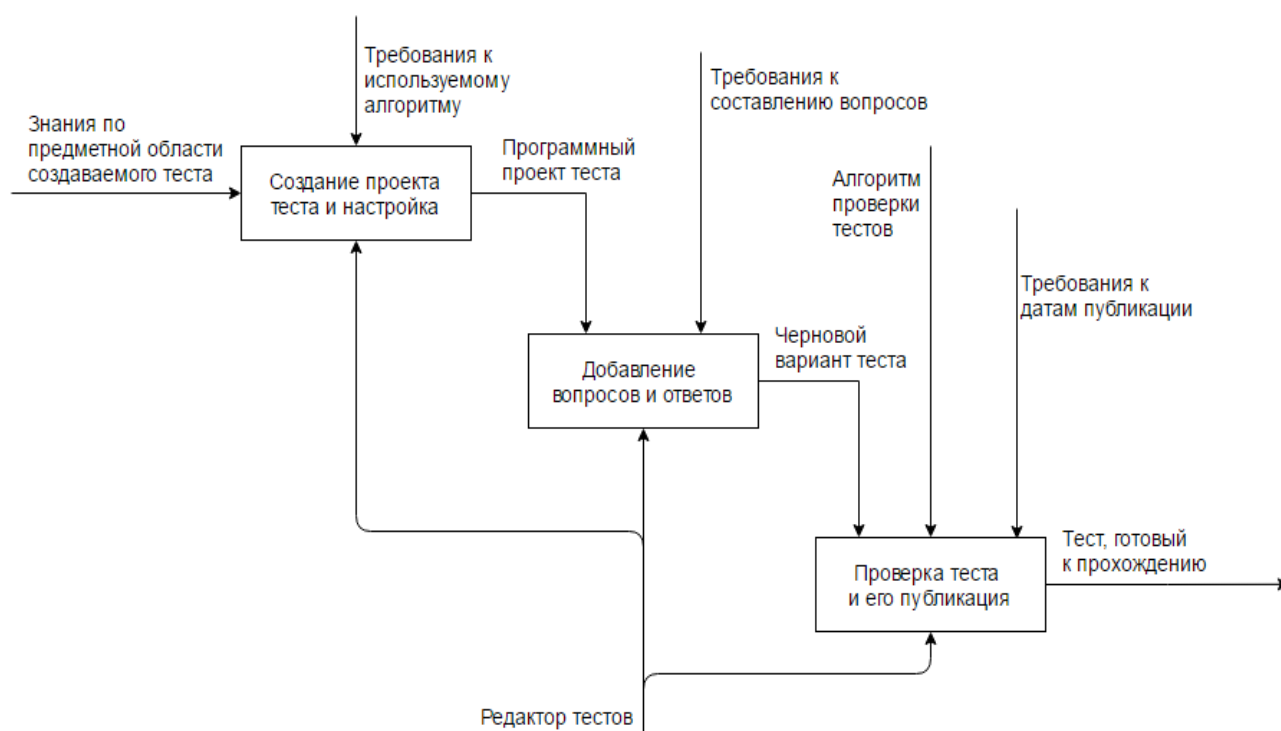 Требования к
используемому
алгоритму
Требования к
составлению вопросов
Знания по
предметной области
создаваемого теста
Программный
проект теста
Создание проекта
теста и настройка
Алгоритм
проверки
тестов
Требования к
датам публикации
Черновой
вариант теста
Добавление
вопросов и ответов
Тест, готовый
к прохождению
Проверка теста
и его публикация
Редактор тестов